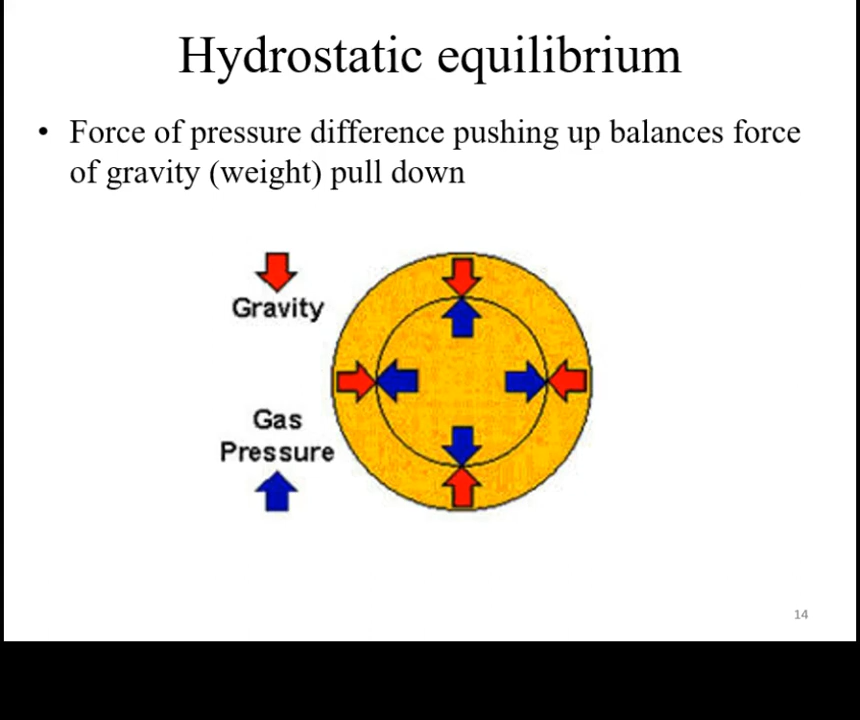 Hydrostatic equilibrium
• Force of pressure difference pushing up balances force
of gravity (weight) pull down
Gravity
Gas
Pressure
14